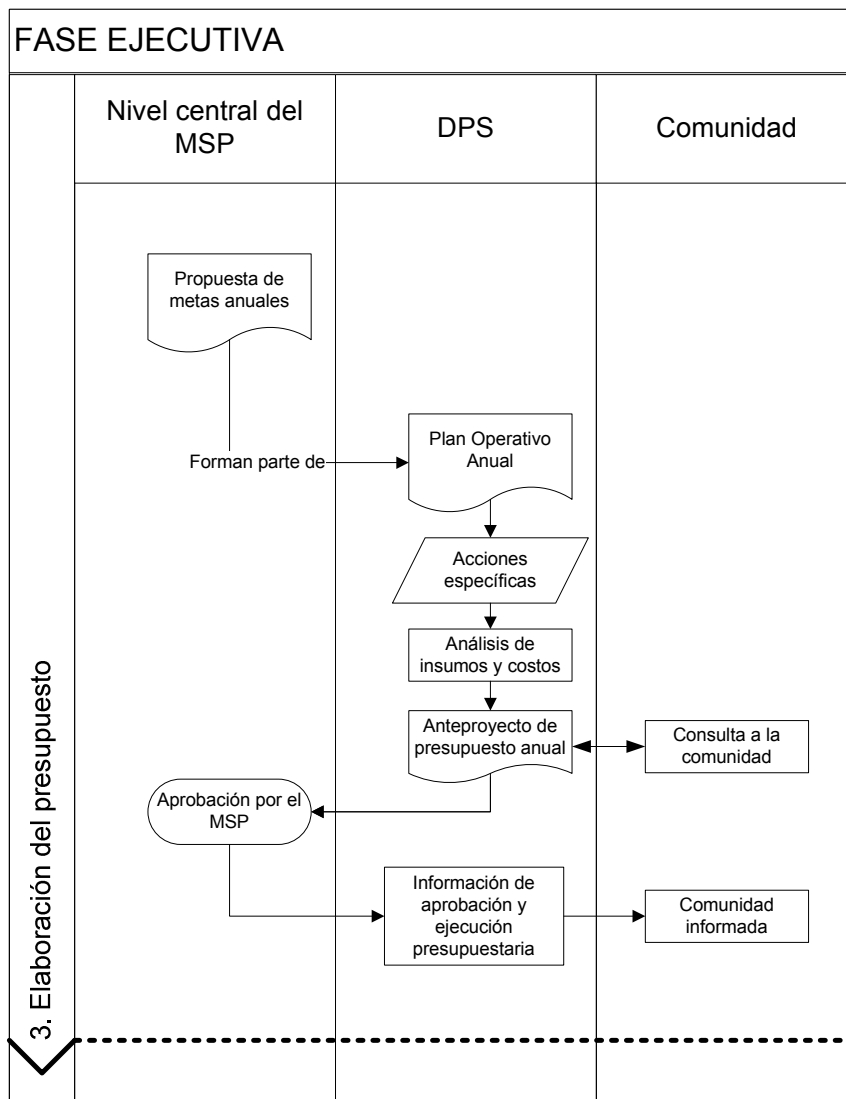 FASE EJECUTIVA
Nivel central del
MSP
DPS
Comunidad
Propuesta de
metas anuales
Forman parte de
Plan Operativo
Anual
Acciones
específicas
Análisis de
insumos y costos
Anteproyecto de
presupuesto anual
Consulta a la
comunidad
Aprobación por el
MSP
Información de
aprobación y
ejecución
presupuestaria
Comunidad
informada
3. Elaboración del presupuesto